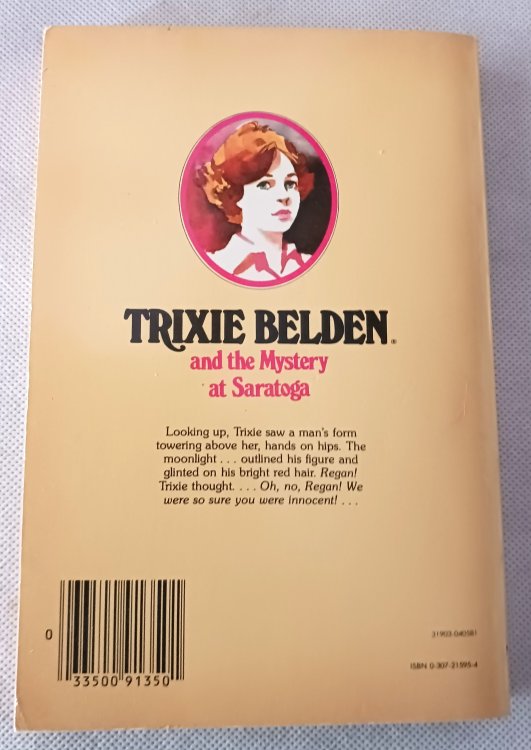 TRIXIE BELDEN®
and the Mystery
at Saratoga
Looking up, Trixie saw a man's form
towering above her, hands on hips. The
moonlight . . . outlined his figure and
glinted on his bright red hair. Regan!
Trixie thought. . . . Oh, no, Regan! We
were so sure you were innocent! . . .
0
33500 91350
21903-040581
ISBN 0-307-21595-4